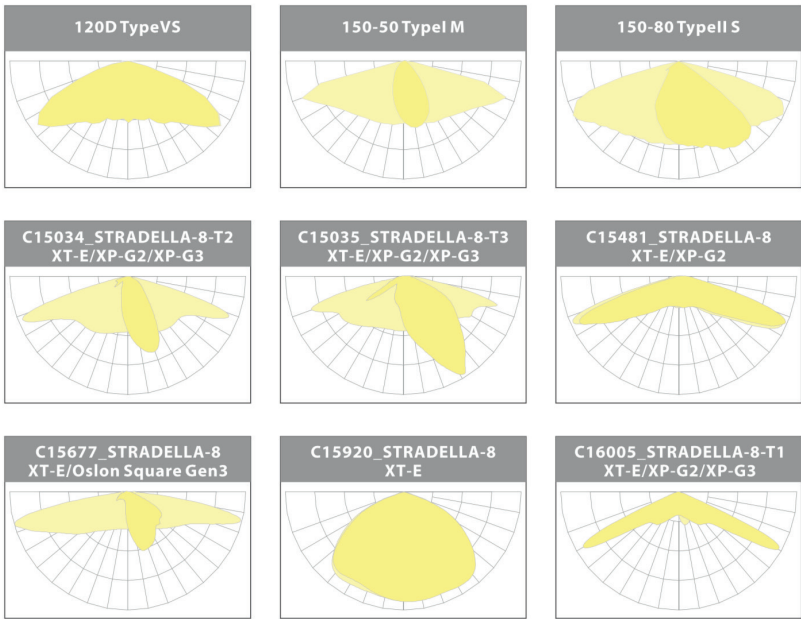 120D TypeVS
150-50 TypeI M
150-80 TypeII S
C15034_STRADELLA-8-T2
XT-E/XP-G2/XP-G3
C15035_STRADELLA-8-T3
XT-E/XP-G2/XP-G3
C15481_STRADELLA-8
XT-E/XP-G2
C15677_STRADELLA-8
XT-E/Oslon Square Gen3
C15920_STRADELLA-8
XT-E
C16005_STRADELLA-8-T1
XT-E/XP-G2/XP-G3